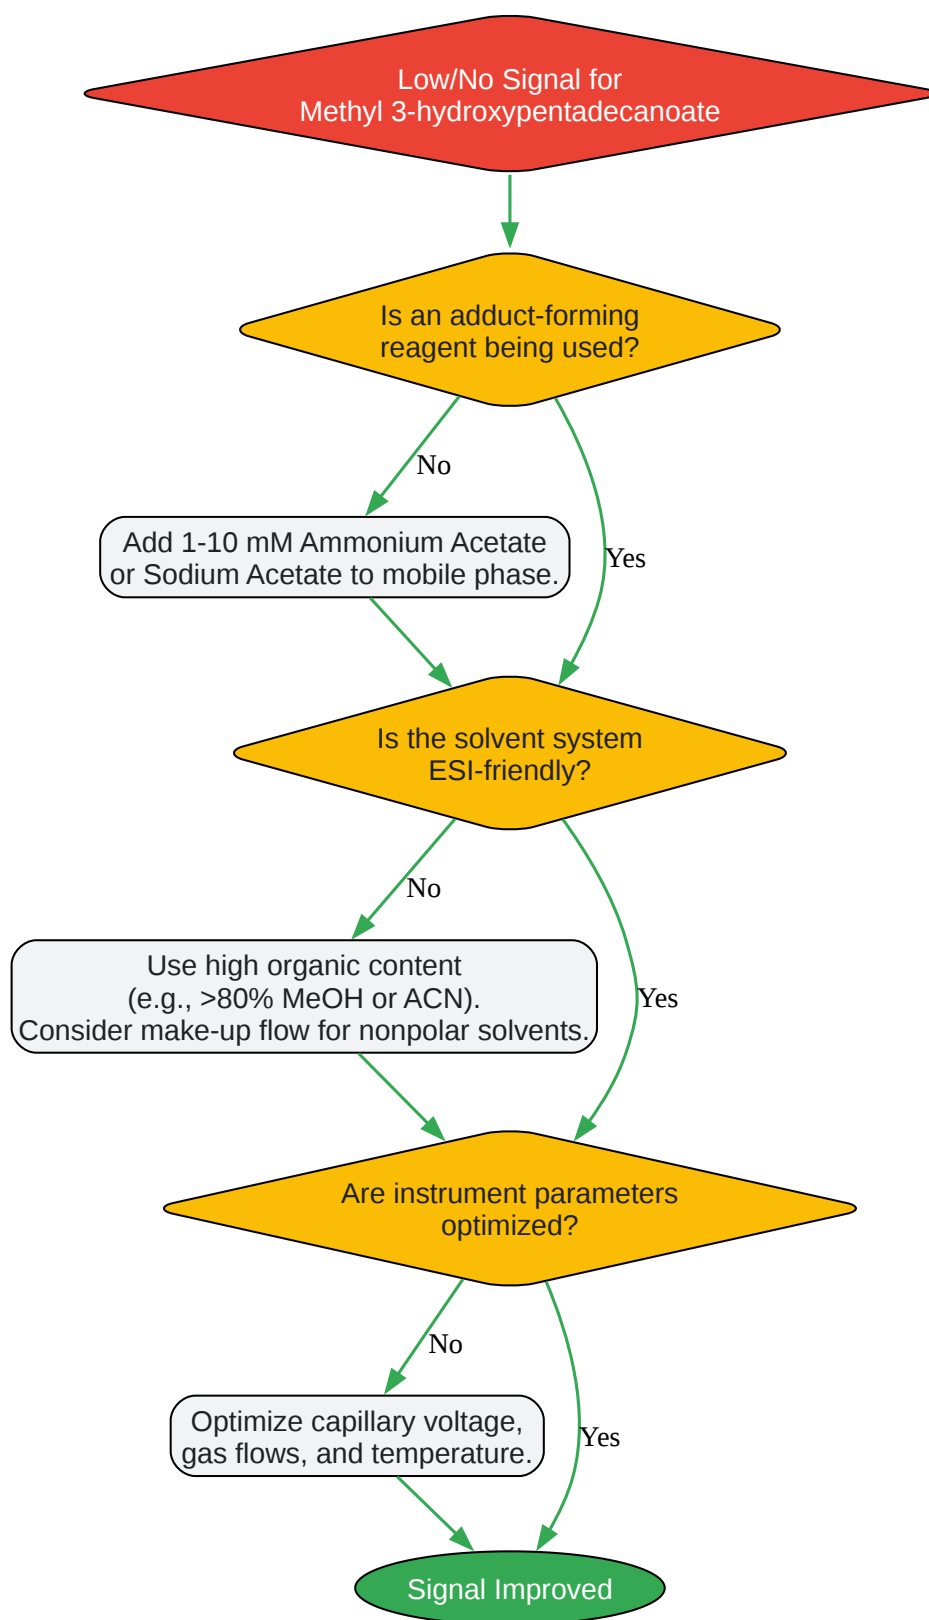 Low/No Signal for
Methyl 3-hydroxypentadecanoate
Is an adduct-forming
reagent being used?
No
Add 1-10 mM Ammonium Acetate
or Sodium Acetate to mobile phase.
Yes
Is the solvent system
ESI-friendly?
No
Use high organic content
(e.g., >80% MeOH or ACN).
Consider make-up flow for nonpolar solvents.
Yes
Are instrument parameters
optimized?
No
Optimize capillary voltage,
gas flows, and temperature.
Yes
Signal Improved